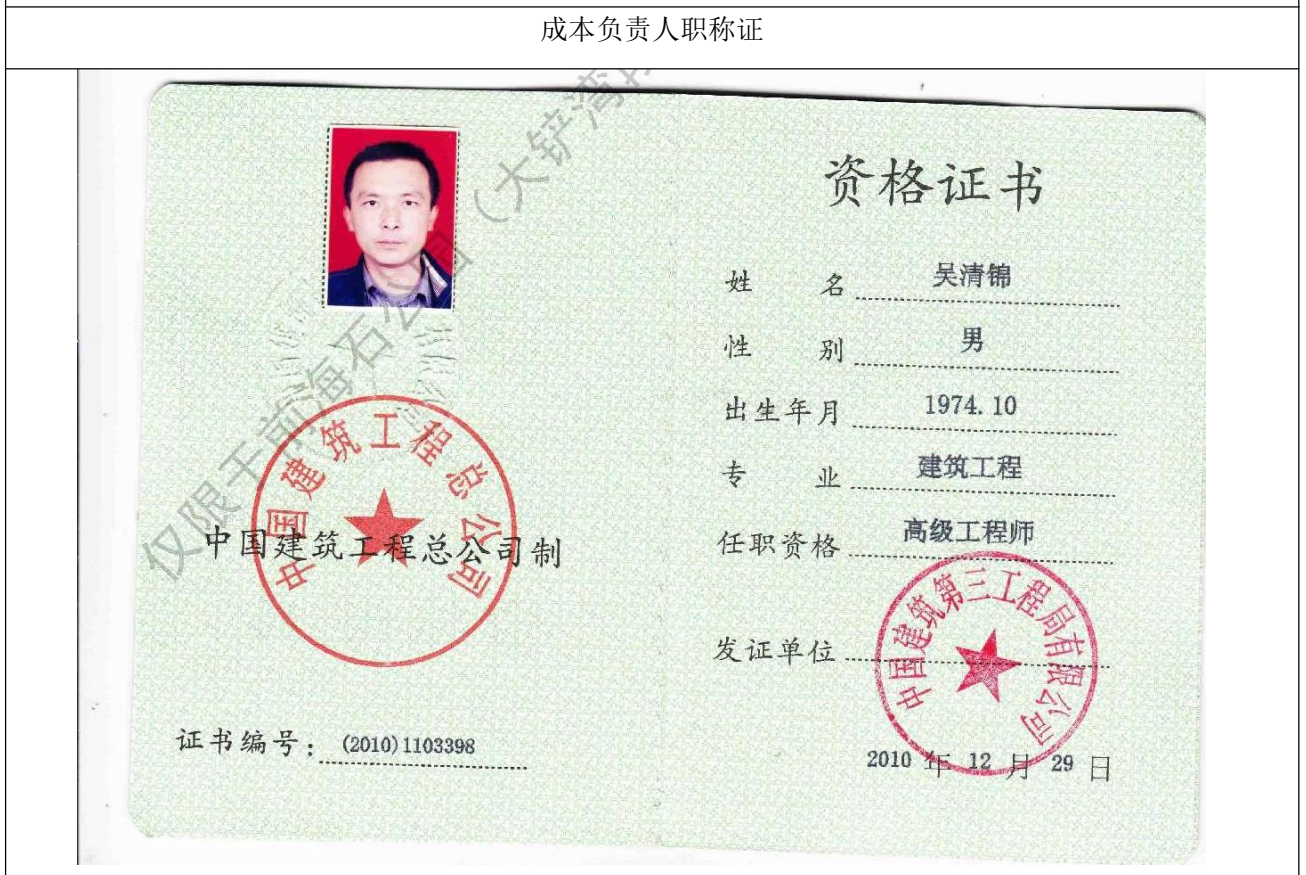 成本负责人职称证
仅限于前海石公司（大铲湾
中国建筑工程总公司
中国建筑工程总公司制
证书编号：(2010)1103398
资格证书
姓 名 吴清锦
性 别 男
出生年月 1974.10
专 业 建筑工程
任职资格 高级工程师
发证单位
中国建筑第三工程局有限公司
2010 年 12 月 29 日